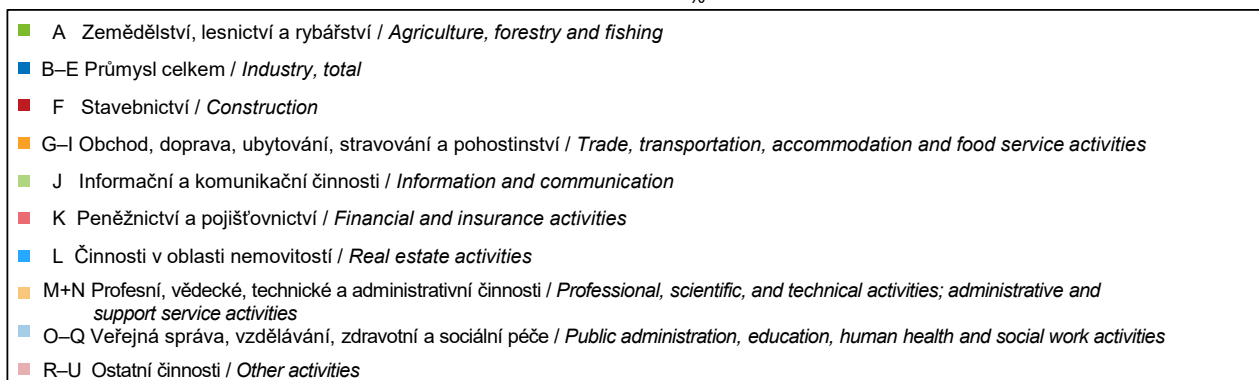 %
A Zemědělství, lesnictví a rybářství / Agriculture, forestry and fishing
B–E Průmysl celkem / Industry, total
F Stavebnictví / Construction
G–I Obchod, doprava, ubytování, stravování a pohostinství / Trade, transportation, accommodation and food service activities
J Informační a komunikační činnosti / Information and communication
K Peněžnictví a pojišťovnictví / Financial and insurance activities
L Činnosti v oblasti nemovitostí / Real estate activities
M+N Profesní, vědecké, technické a administrativní činnosti / Professional, scientific, and technical activities; administrative and
support service activities
O–Q Veřejná správa, vzdělávání, zdravotní a sociální péče / Public administration, education, human health and social work activities
R–U Ostatní činnosti / Other activities